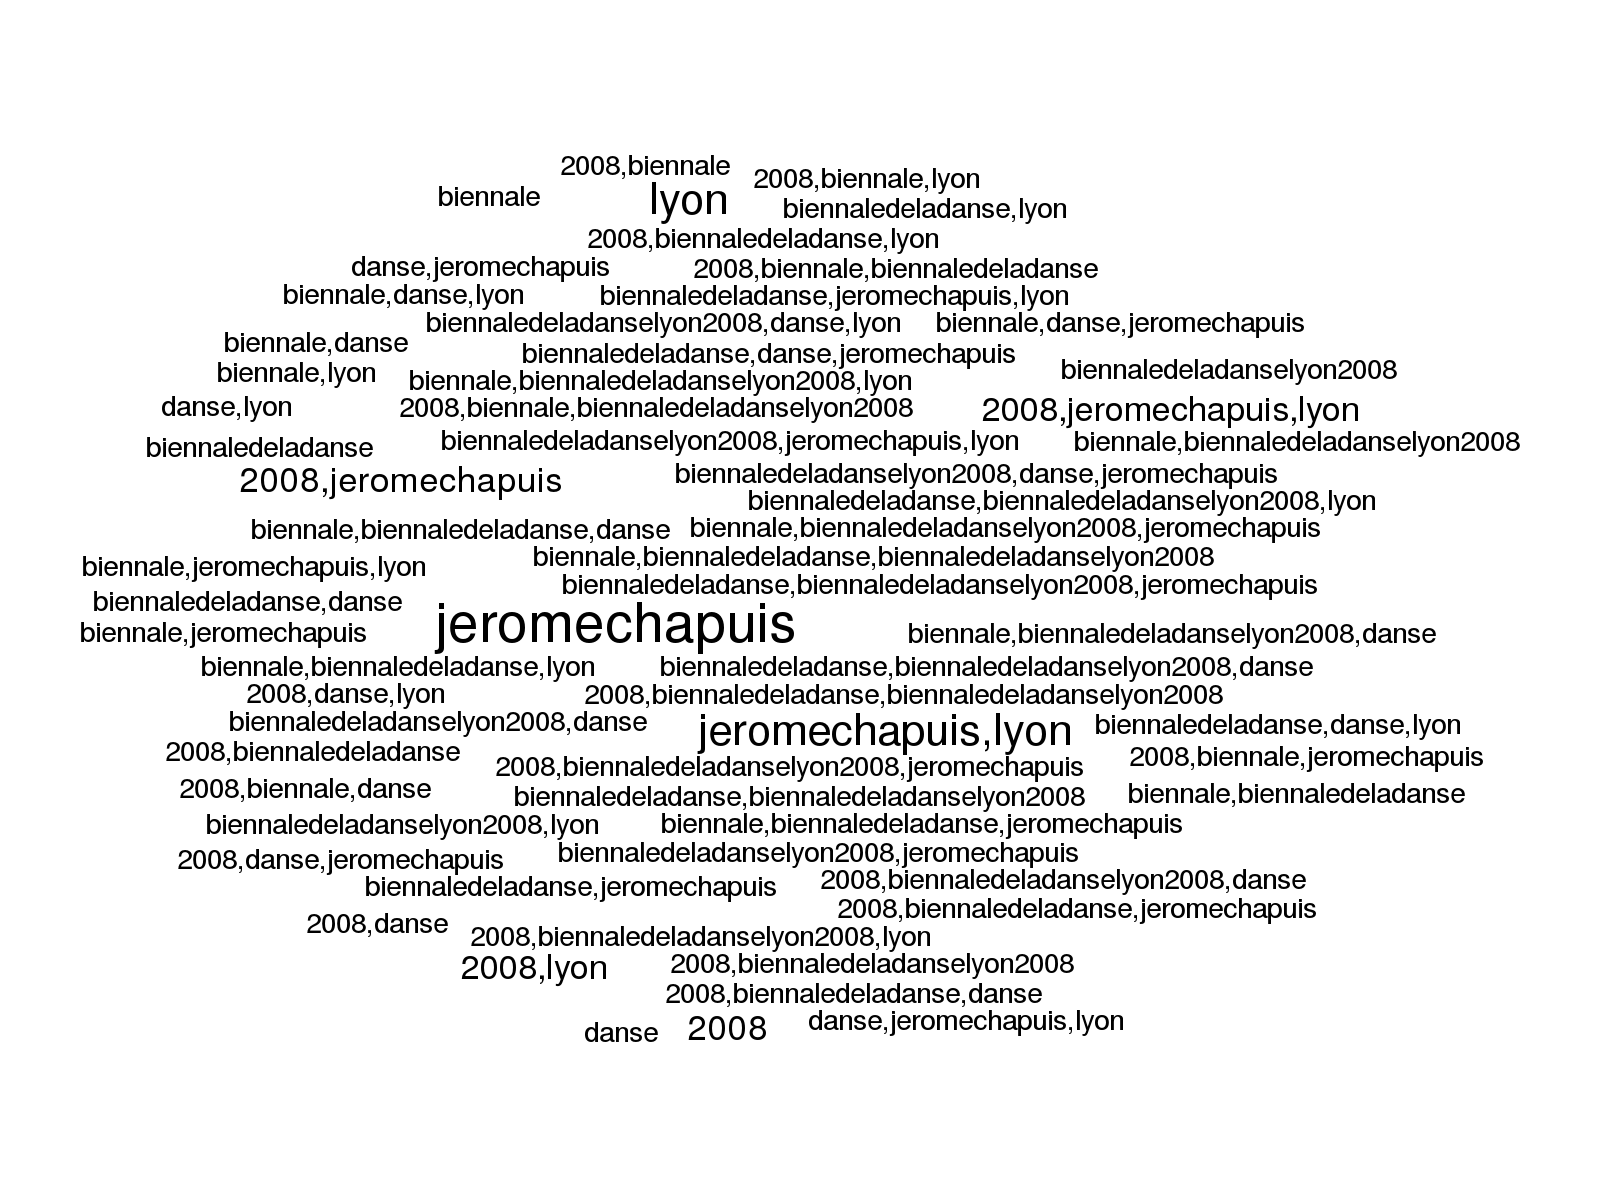 2008,biennale
2008,biennale,lyon
biennale
lyon
biennaledeladanse,lyon
2008,biennaledeladanse,lyon
danse,jeromechapuis
2008,biennale,biennaledeladanse
biennale,danse,lyon
biennaledeladanse,jeromechapuis,lyon
biennaledeladanselyon2008,danse,lyon
biennale,danse,jeromechapuis
biennale,danse
biennaledeladanse,danse,jeromechapuis
biennale,lyon
biennale,biennaledeladanselyon2008,lyon
biennaledeladanselyon2008
danse,lyon
2008,biennale,biennaledeladanselyon2008
2008,jeromechapuis,lyon
biennaledeladanse
biennaledeladanselyon2008,jeromechapuis,lyon
biennale,biennaledeladanselyon2008
2008,jeromechapuis
biennaledeladanselyon2008,danse,jeromechapuis
biennaledeladanse,biennaledeladanselyon2008,lyon
biennale,biennaledeladanse,danse
biennale,biennaledeladanselyon2008,jeromechapuis
biennale,biennaledeladanse,biennaledeladanselyon2008
biennale,jeromechapuis,lyon
biennaledeladanse,biennaledeladanselyon2008,jeromechapuis
biennaledeladanse,danse
jeromechapuis
biennale,jeromechapuis
biennale,biennaledeladanselyon2008,danse
biennale,biennaledeladanse,lyon
biennaledeladanse,biennaledeladanselyon2008,danse
2008,danse,lyon
2008,biennaledeladanse,biennaledeladanselyon2008
biennaledeladanselyon2008,danse
jeromechapuis,lyon
biennaledeladanse,danse,lyon
2008,biennaledeladanse
2008,biennale,jeromechapuis
2008,biennaledeladanselyon2008,jeromechapuis
2008,biennale,danse
biennaledeladanse,biennaledeladanselyon2008
biennale,biennaledeladanse
biennaledeladanselyon2008,lyon
biennale,biennaledeladanse,jeromechapuis
2008,danse,jeromechapuis
biennaledeladanselyon2008,jeromechapuis
biennaledeladanse,jeromechapuis
2008,biennaledeladanselyon2008,danse
2008,biennaledeladanse,jeromechapuis
2008,danse
2008,biennaledeladanselyon2008,lyon
2008,lyon
2008,biennaledeladanselyon2008
2008,biennaledeladanse,danse
danse
2008
danse,jeromechapuis,lyon